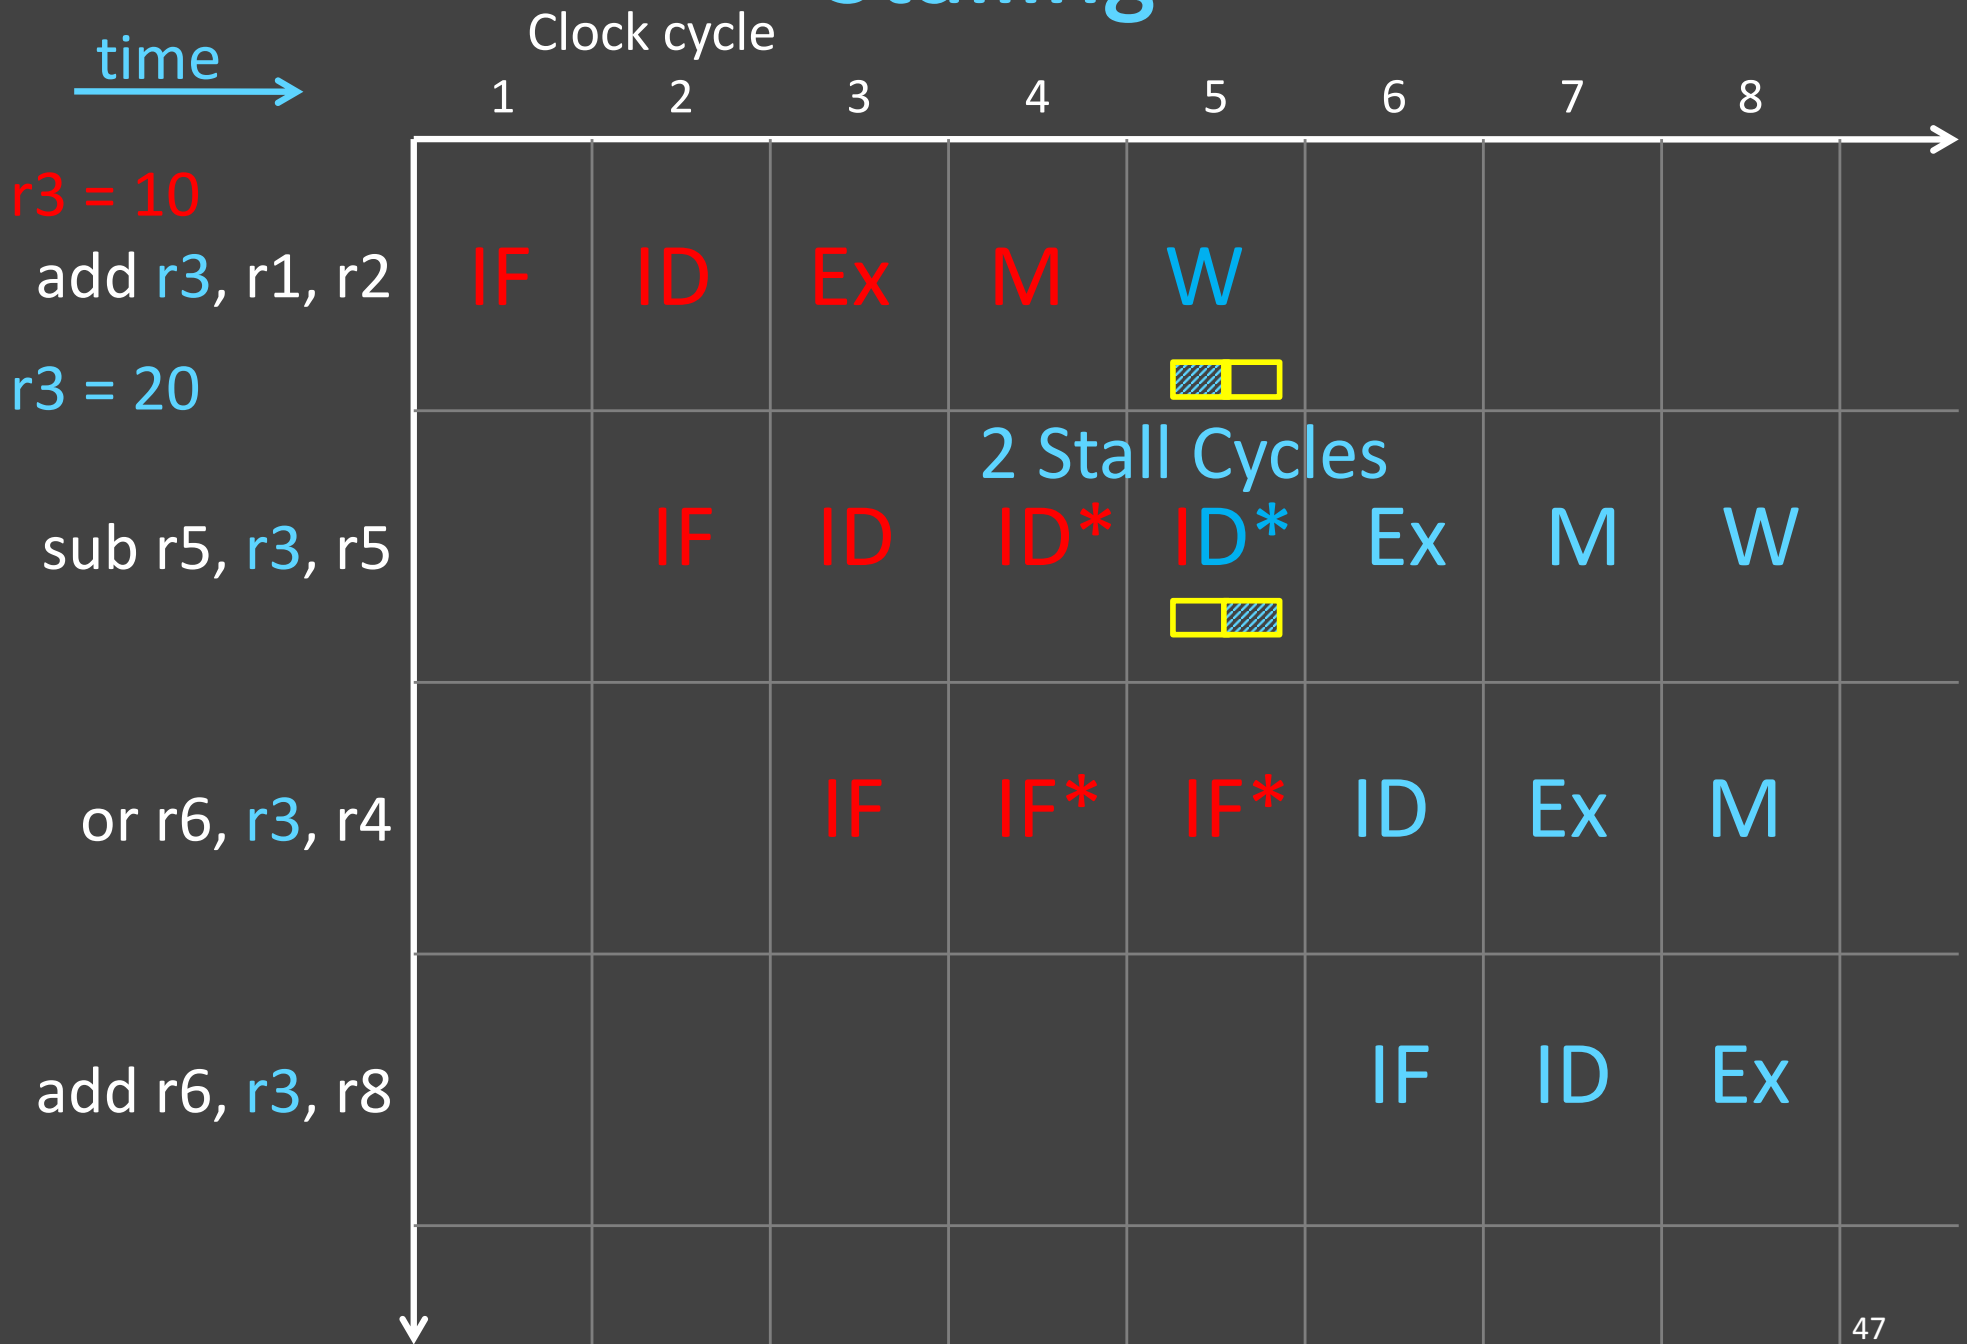 Clock cycle
time
1 2 3 4 5 6 7 8
r3 = 10
add r3, r1, r2 IF ID Ex M W
r3 = 20
2 Stall Cycles
sub r5, r3, r5 IF ID ID* ID* Ex M W
or r6, r3, r4 IF IF* IF* ID Ex M
add r6, r3, r8 IF ID Ex
47